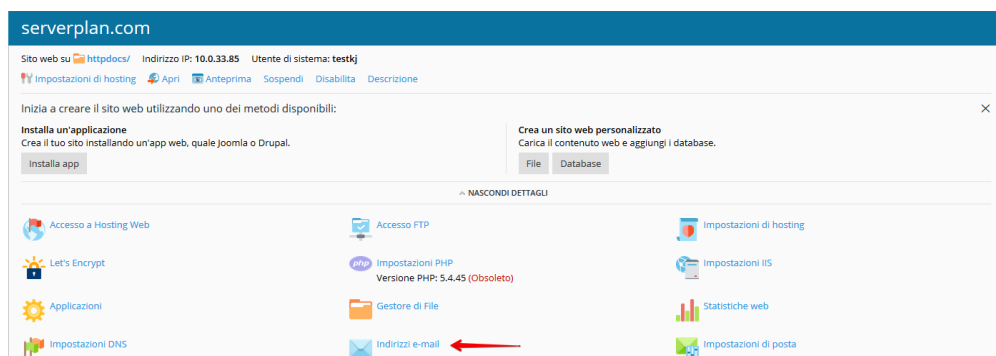 serverplan.com
Sito web su httpdocs/ Indirizzo IP: 10.0.33.85 Utente di sistema: testkj
Impostazioni di hosting Apri Anteprima Sospendi Disabilita Descrizione
Inizia a creare il sito web utilizzando uno dei metodi disponibili:
Installa un'applicazione
Crea il tuo sito installando un'app web, quale Joomla o Drupal.
Installa app
Crea un sito web personalizzato
Carica il contenuto web e aggiungi i database.
File Database
NASCONDI DETTAGLI
Accesso a Hosting Web Accesso FTP Impostazioni di hosting
Let's Encrypt php Impostazioni PHP Impostazioni IIS
Versione PHP: 5.4.45 (Obsoleto)
Applicazioni Gestore di File Statistiche web
Impostazioni DNS Indirizzi e-mail Impostazioni di posta